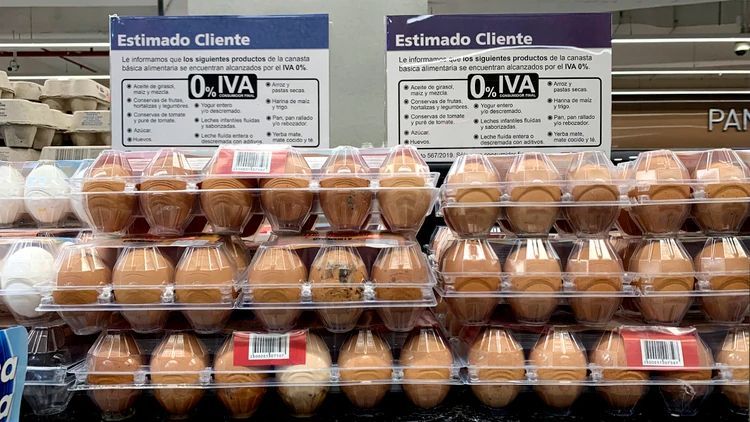 Estimado Cliente
Le informamos que los siguientes productos de la canasta
básica alimentaria se encuentran alcanzados por el IVA 0%.
0% IVA
CONSUMIDOR FINAL
Aceite de girasol,
maíz y mezcla.
Conservas de frutas,
hortalizas y legumbres.
Conservas de tomate
y puré de tomate.
Azúcar.
Huevos.
Yogur entero
y/o descremado.
Leches infantiles fluidas
y saborizadas.
Leche fluida entera o
descremada con aditivos.
Arroz y
pastas secas.
Harina de maíz
y trigo.
Pan, pan rallado
y/o rebozador.
Yerba mate,
mate cocido y té.
Estimado Cliente
Le informamos que los siguientes productos de la canasta
básica alimentaria se encuentran alcanzados por el IVA 0%.
0% IVA
CONSUMIDOR FINAL
Aceite de girasol,
maíz y mezcla.
Conservas de frutas,
hortalizas y legumbres.
Conservas de tomate
y puré de tomate.
Azúcar.
Huevos.
Yogur entero
y/o descremado.
Leches infantiles fluidas
y saborizadas.
Leche fluida entera o
descremada con aditivos.
Arroz y
pastas secas.
Harina de maíz
y trigo.
Pan, pan rallado
y/o rebozador.
Yerba mate,
mate cocido y té.
567/2019
PAN